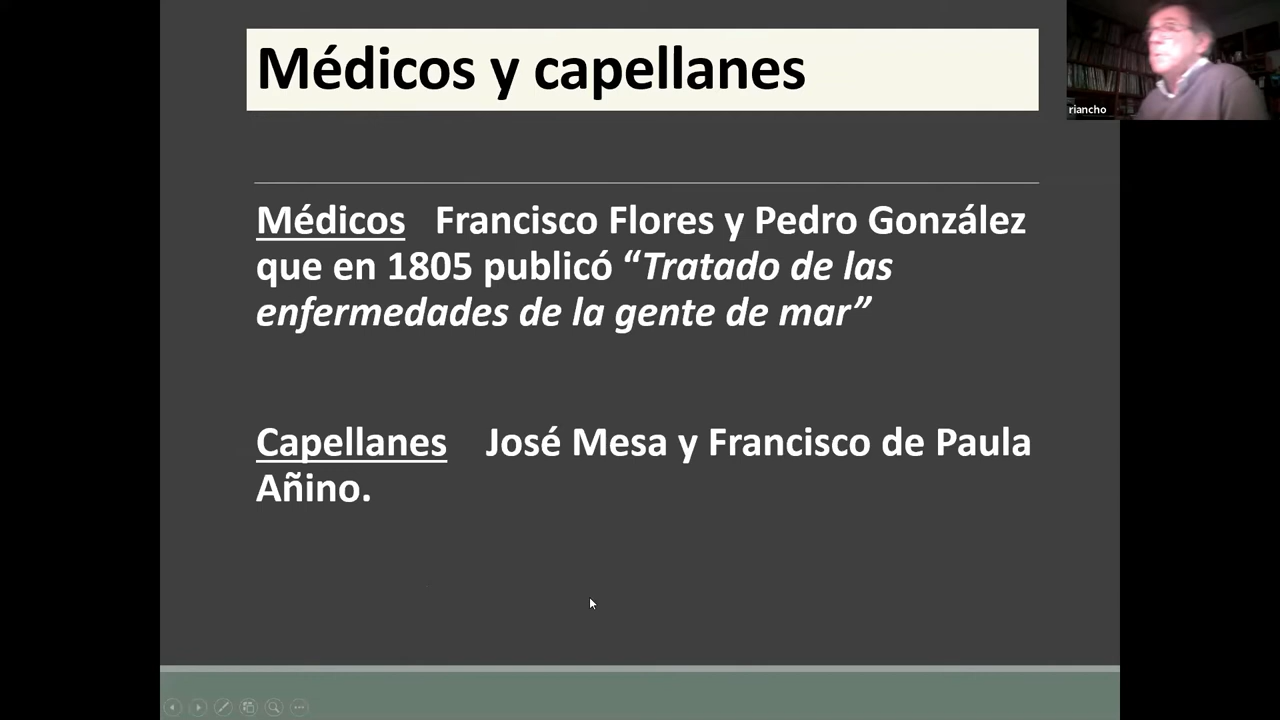 Médicos y capellanes
riancho
Médicos Francisco Flores y Pedro González
que en 1805 publicó “Tratado de las
enfermedades de la gente de mar”
Capellanes José Mesa y Francisco de Paula
Añino.